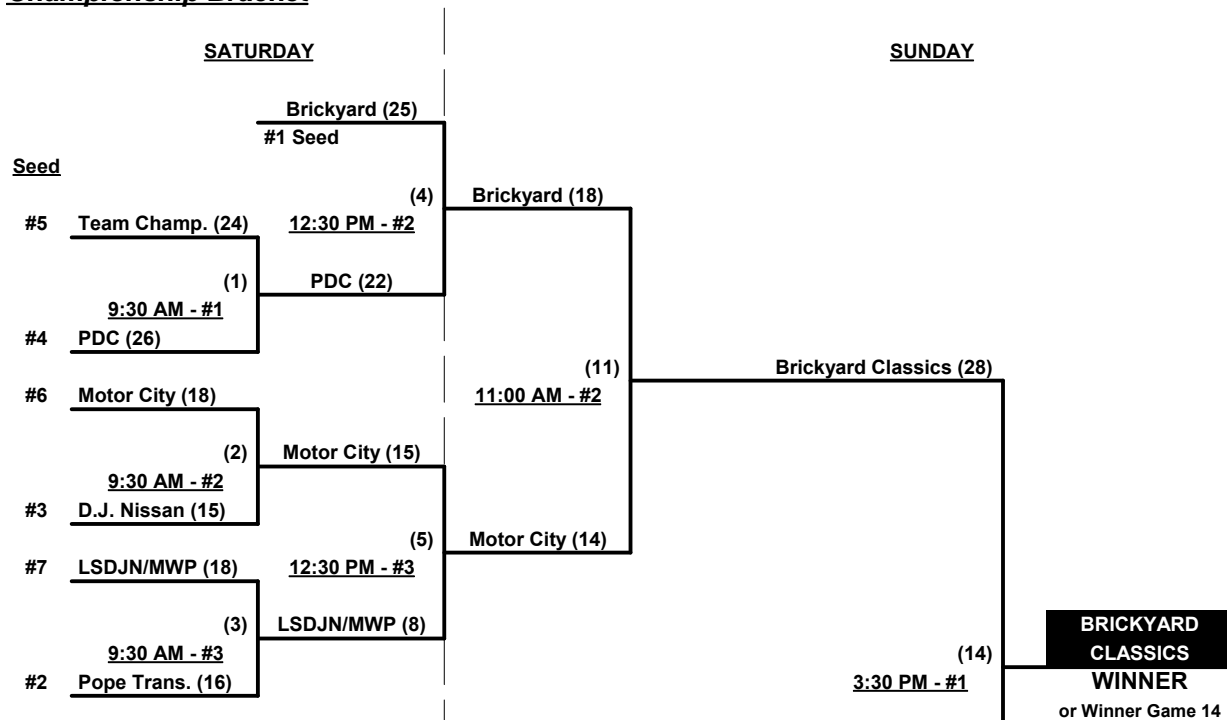 Championship Bracket
SATURDAY
SUNDAY
Brickyard (25)
#1 Seed
Seed
(4)
Brickyard (18)
#5 Team Champ. (24)
12:30 PM - #2
(1)
PDC (22)
9:30 AM - #1
#4 PDC (26)
(11)
Brickyard Classics (28)
#6 Motor City (18)
11:00 AM - #2
(2)
Motor City (15)
9:30 AM - #2
#3 D.J. Nissan (15)
(5)
Motor City (14)
#7 LSDJN/MWP (18)
12:30 PM - #3
(3)
LSDJN/MWP (8)
BRICKYARD
9:30 AM - #3
(14)
CLASSICS
#2 Pope Trans. (16)
3:30 PM - #1
WINNER
or Winner Game 14